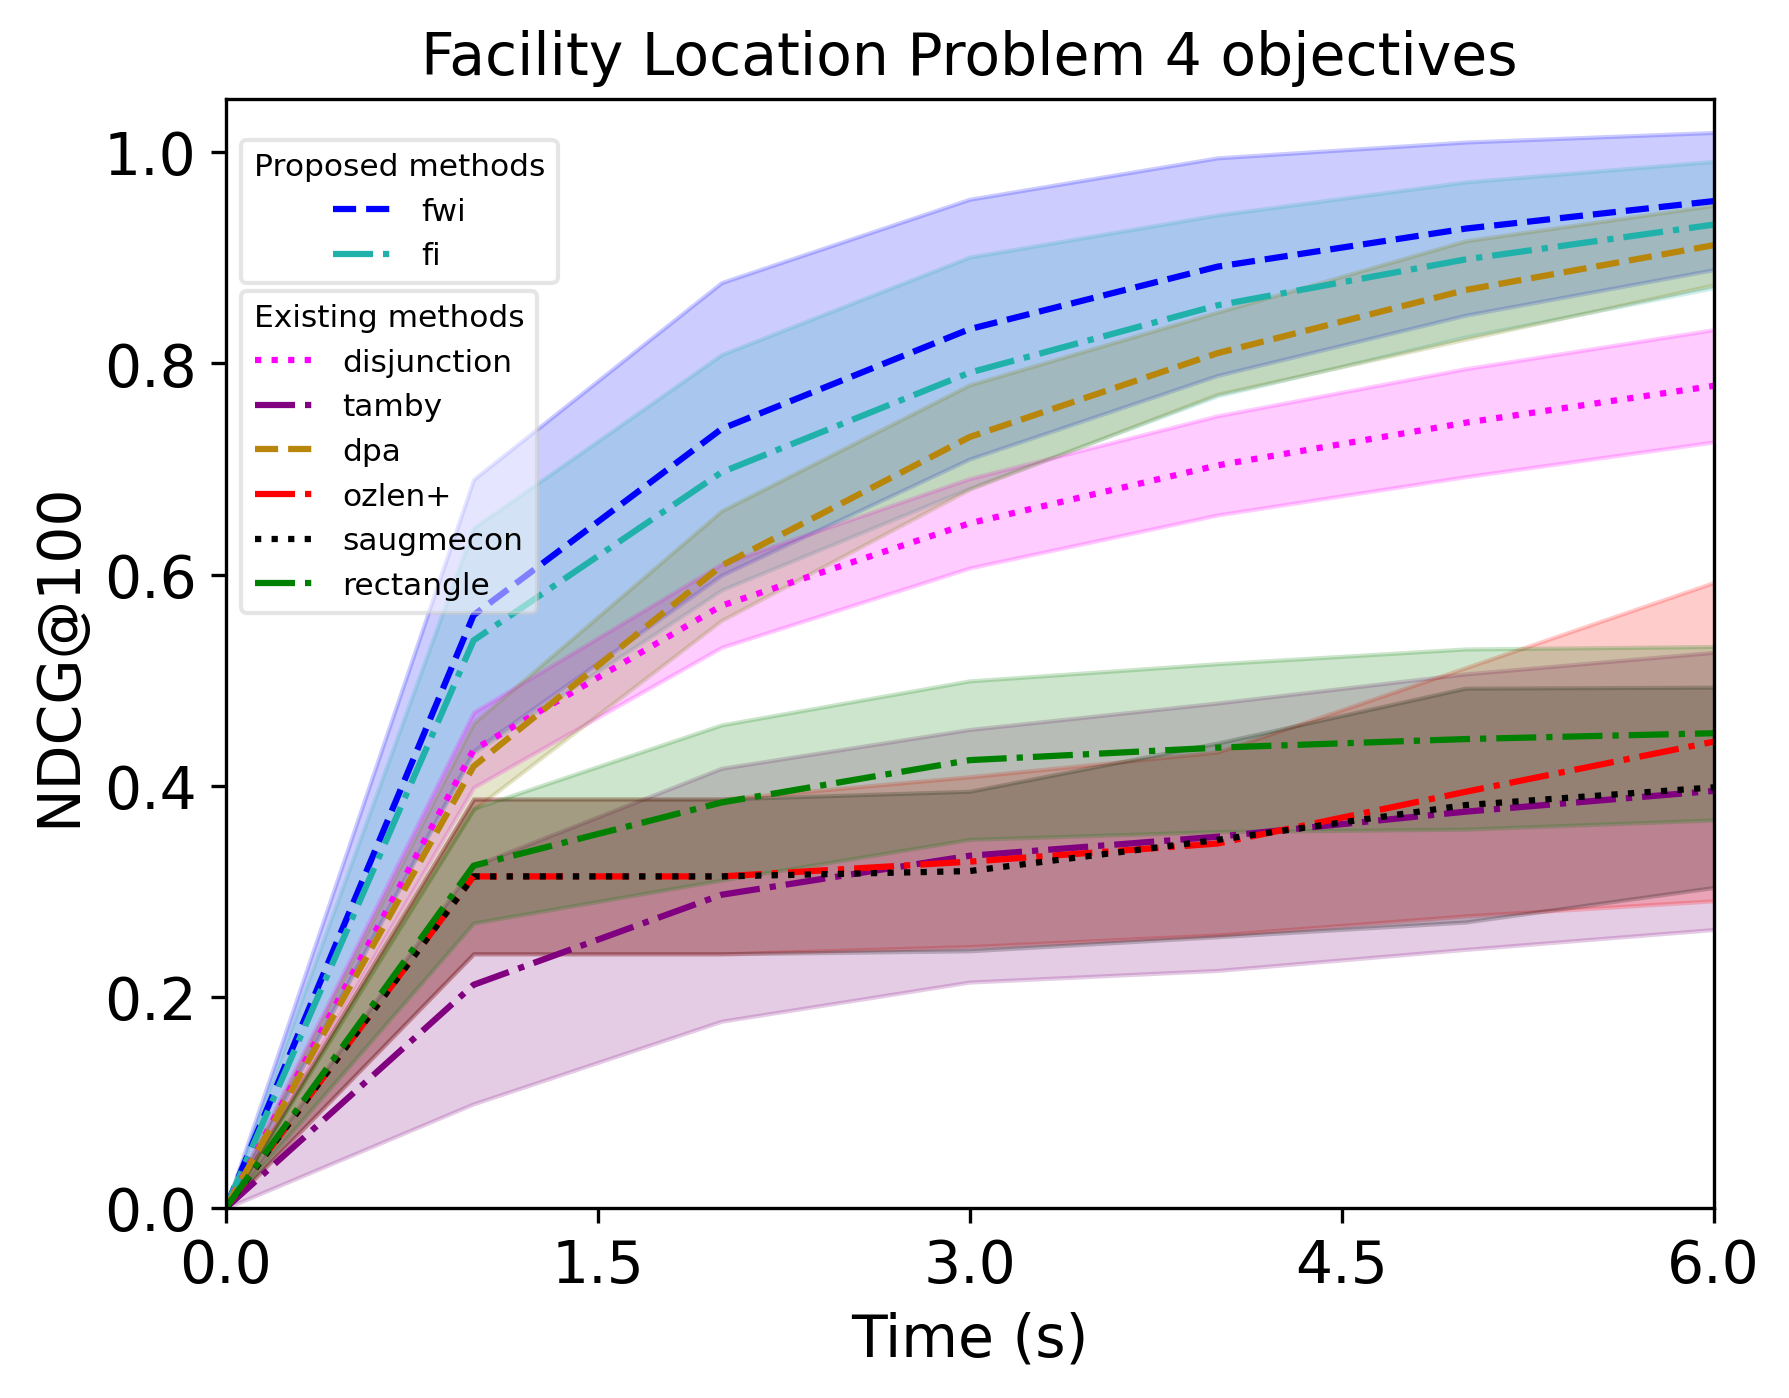 Facility Location Problem 4 objectives
1.0
0.8
0.6
0.4
0.2
0.0
NDCG@100
Proposed methods
fwi
fi
Existing methods
disjunction
tamby
dpa
ozlen+
saugmecon
rectangle
0.0 1.5 3.0 4.5 6.0
Time (s)